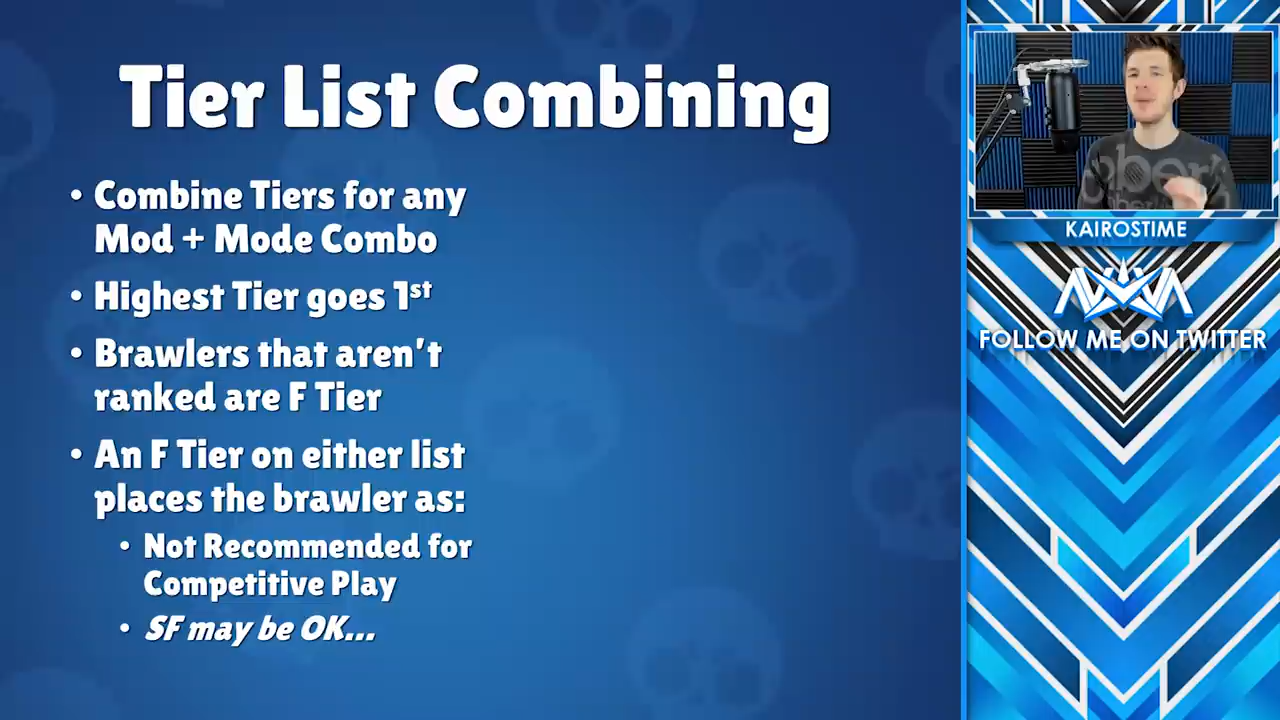 Tier List Combining
• Combine Tiers for any
Mod + Mode Combo
• Highest Tier goes 1st
• Brawlers that aren't
ranked are F Tier
• An F Tier on either list
places the brawler as:
• Not Recommended for
Competitive Play
• SF may be OK...
KAIROSTIME
FOLLOW ME ON TWITTER